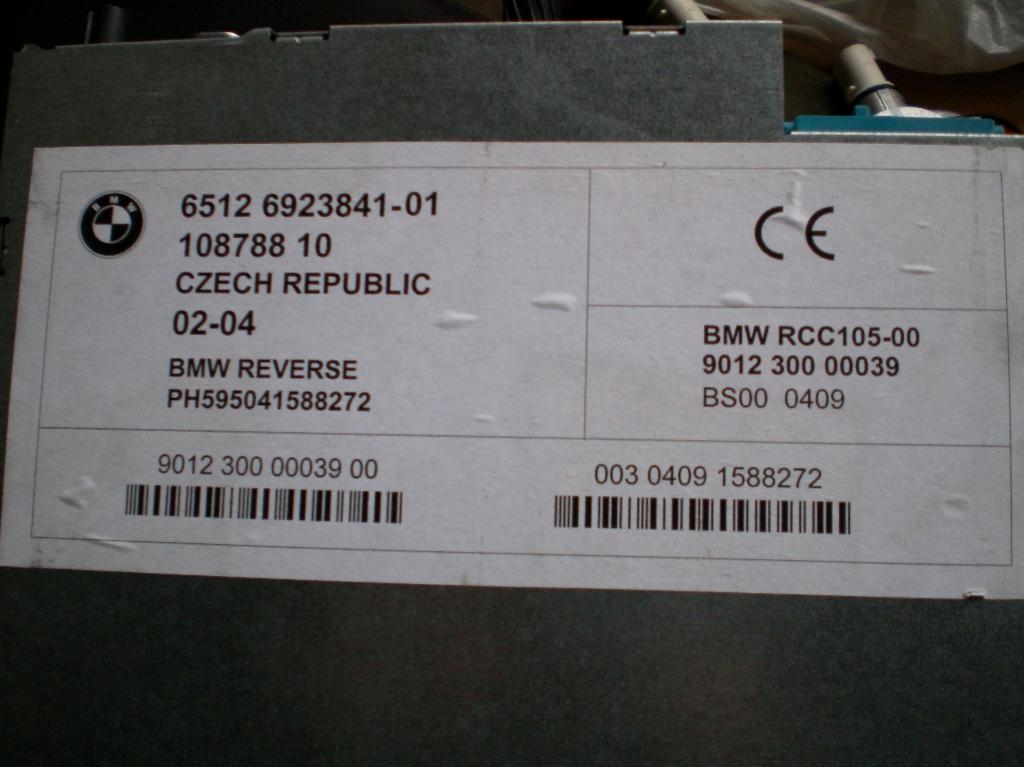 BMW
6512 6923841-01
108788 10
CZECH REPUBLIC
02-04
BMW REVERSE
PH595041588272
CE
BMW RCC105-00
9012 300 00039
BS00 0409
9012 300 00039 00
003 0409 1588272